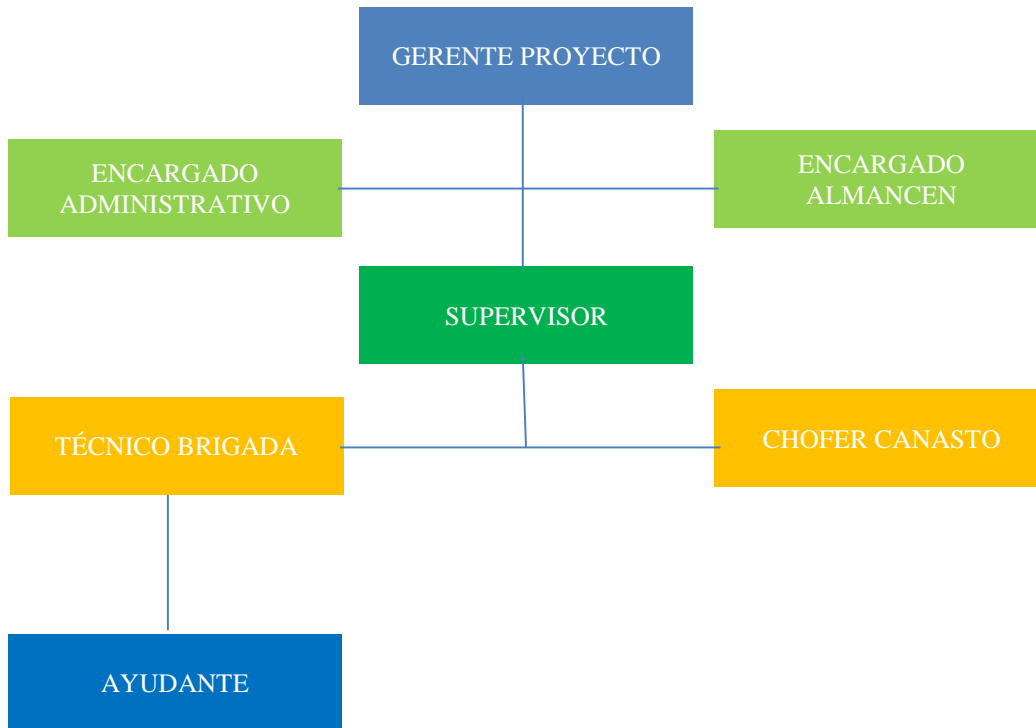 GERENTE PROYECTO
ENCARGADO
ADMINISTRATIVO
ENCARGADO
ALMANCEN
SUPERVISOR
TÉCNICO BRIGADA
CHOFER CANASTO
AYUDANTE